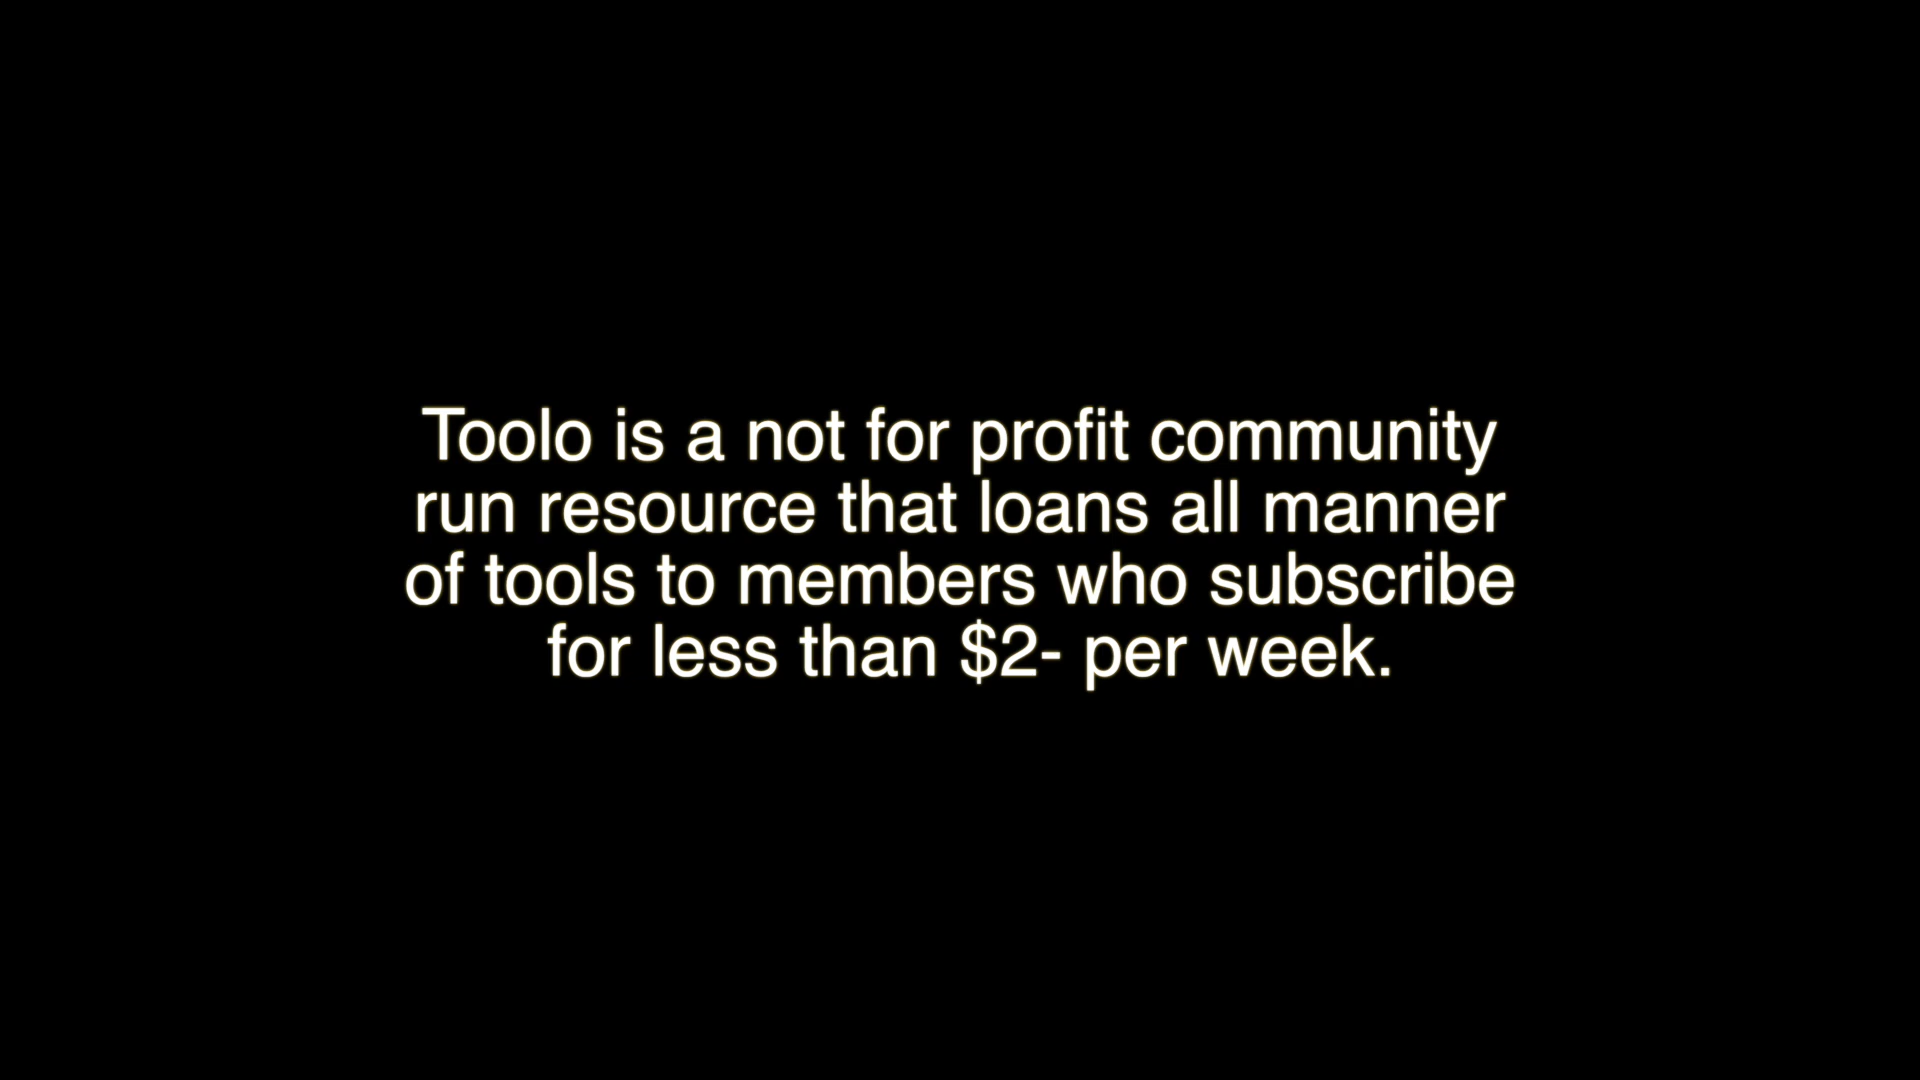 Toolo is a not for profit community
run resource that loans all manner
of tools to members who subscribe
for less than $2- per week.